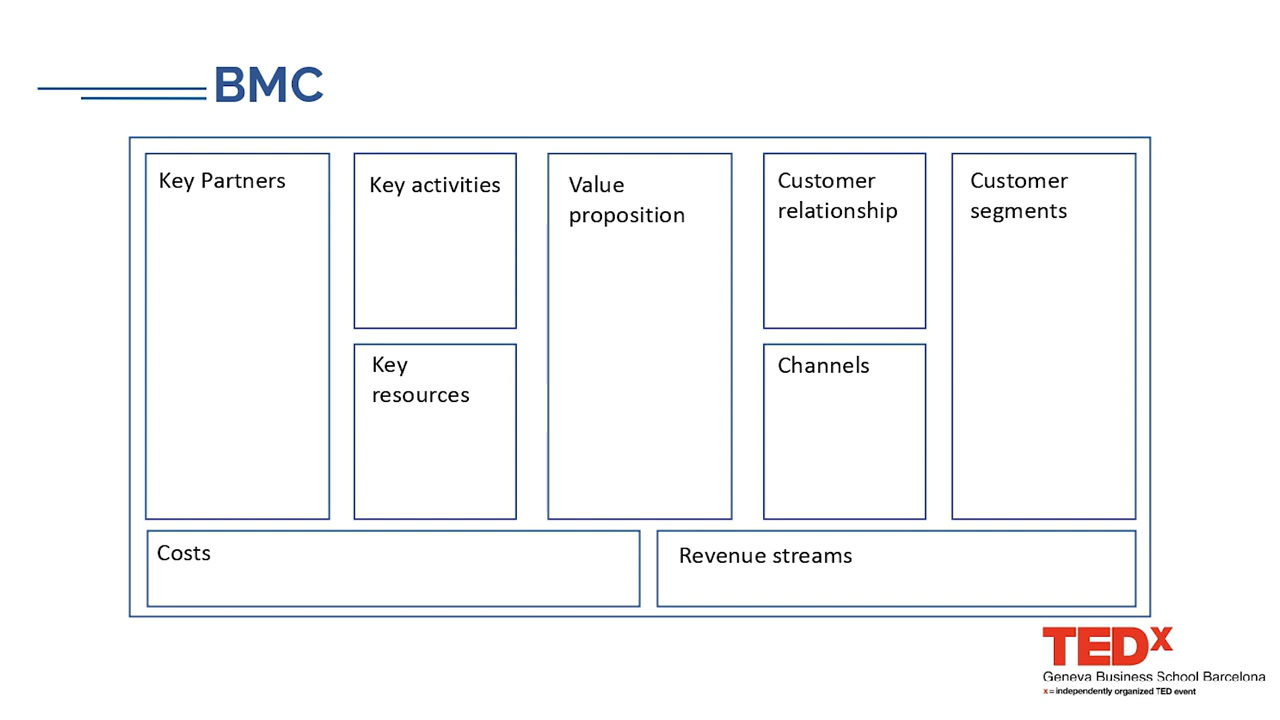 BMC
Key Partners
Key activities
Value
proposition
Customer
relationship
Customer
segments
Key
resources
Channels
Costs
Revenue streams
TEDx
Geneva Business School Barcelona
x = independently organized TED event